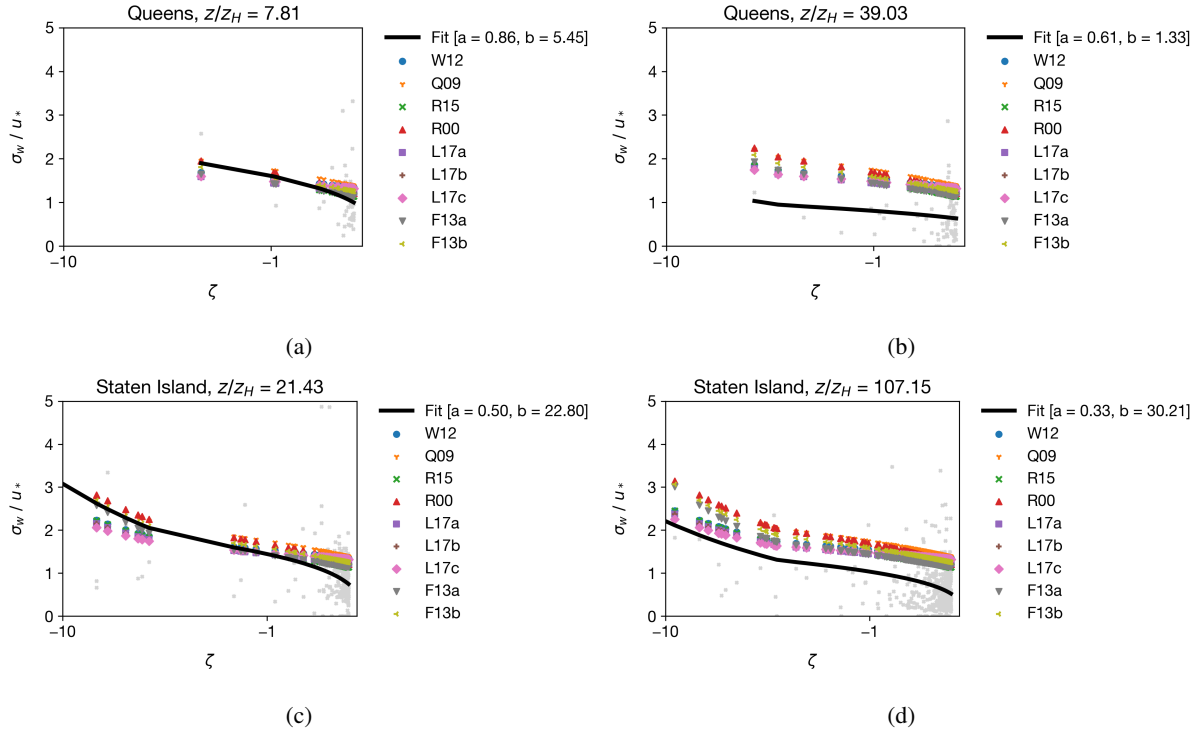 Queens, z/z_H = 7.81
5
4
3
2
1
0
σ_w / u_*
−10
−1
ζ
Fit [a = 0.86, b = 5.45]
W12
Q09
R15
R00
L17a
L17b
L17c
F13a
F13b
(a)
Queens, z/z_H = 39.03
5
4
3
2
1
0
σ_w / u_*
−10
−1
ζ
Fit [a = 0.61, b = 1.33]
W12
Q09
R15
R00
L17a
L17b
L17c
F13a
F13b
(b)
Staten Island, z/z_H = 21.43
5
4
3
2
1
0
σ_w / u_*
−10
−1
ζ
Fit [a = 0.50, b = 22.80]
W12
Q09
R15
R00
L17a
L17b
L17c
F13a
F13b
(c)
Staten Island, z/z_H = 107.15
5
4
3
2
1
0
σ_w / u_*
−10
−1
ζ
Fit [a = 0.33, b = 30.21]
W12
Q09
R15
R00
L17a
L17b
L17c
F13a
F13b
(d)